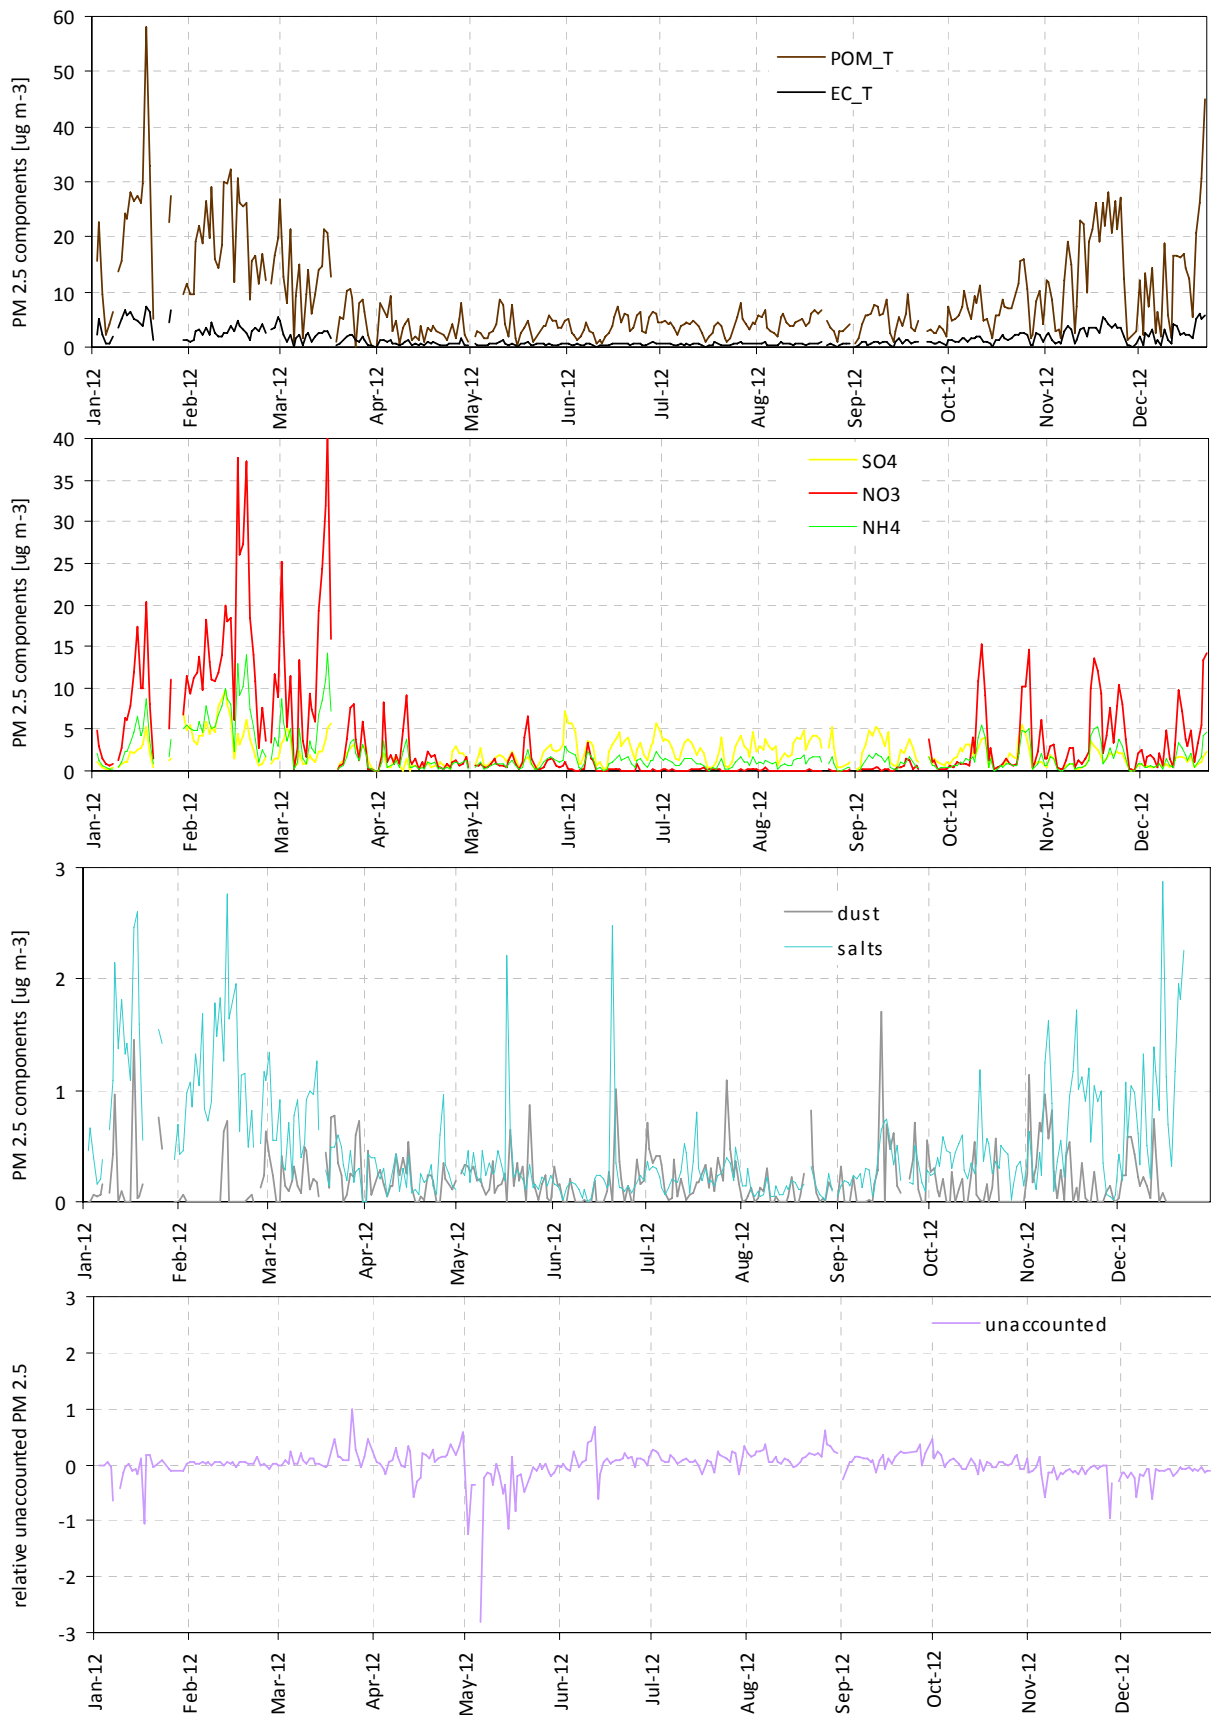 PM 2.5 components [ug m-3]
60
50
40
30
20
10
0
POM_T
EC_T
Jan-12
Feb-12
Mar-12
Apr-12
May-12
Jun-12
Jul-12
Aug-12
Sep-12
Oct-12
Nov-12
Dec-12
PM 2.5 components [ug m-3]
40
35
30
25
20
15
10
5
0
SO4
NO3
NH4
Jan-12
Feb-12
Mar-12
Apr-12
May-12
Jun-12
Jul-12
Aug-12
Sep-12
Oct-12
Nov-12
Dec-12
PM 2.5 components [ug m-3]
3
2
1
0
dust
salts
Jan-12
Feb-12
Mar-12
Apr-12
May-12
Jun-12
Jul-12
Aug-12
Sep-12
Oct-12
Nov-12
Dec-12
relative unaccounted PM 2.5
3
2
1
0
-1
-2
-3
unaccounted
Jan-12
Feb-12
Mar-12
Apr-12
May-12
Jun-12
Jul-12
Aug-12
Sep-12
Oct-12
Nov-12
Dec-12